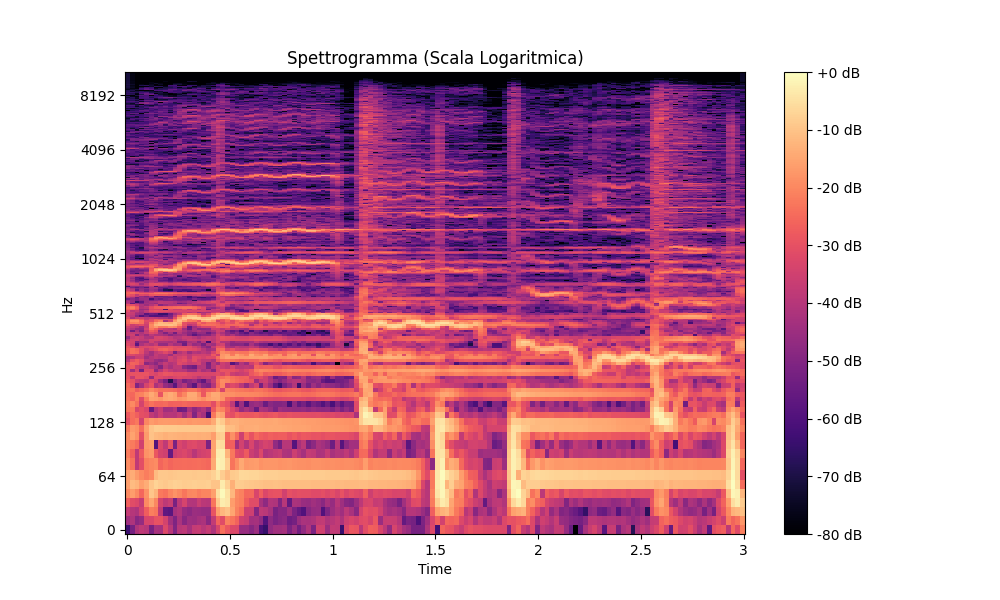 Spettrogramma (Scala Logaritmica)
8192
4096
2048
1024
512
256
128
64
0
Hz
0
0.5
1
1.5
2
2.5
3
Time
+0 dB
-10 dB
-20 dB
-30 dB
-40 dB
-50 dB
-60 dB
-70 dB
-80 dB